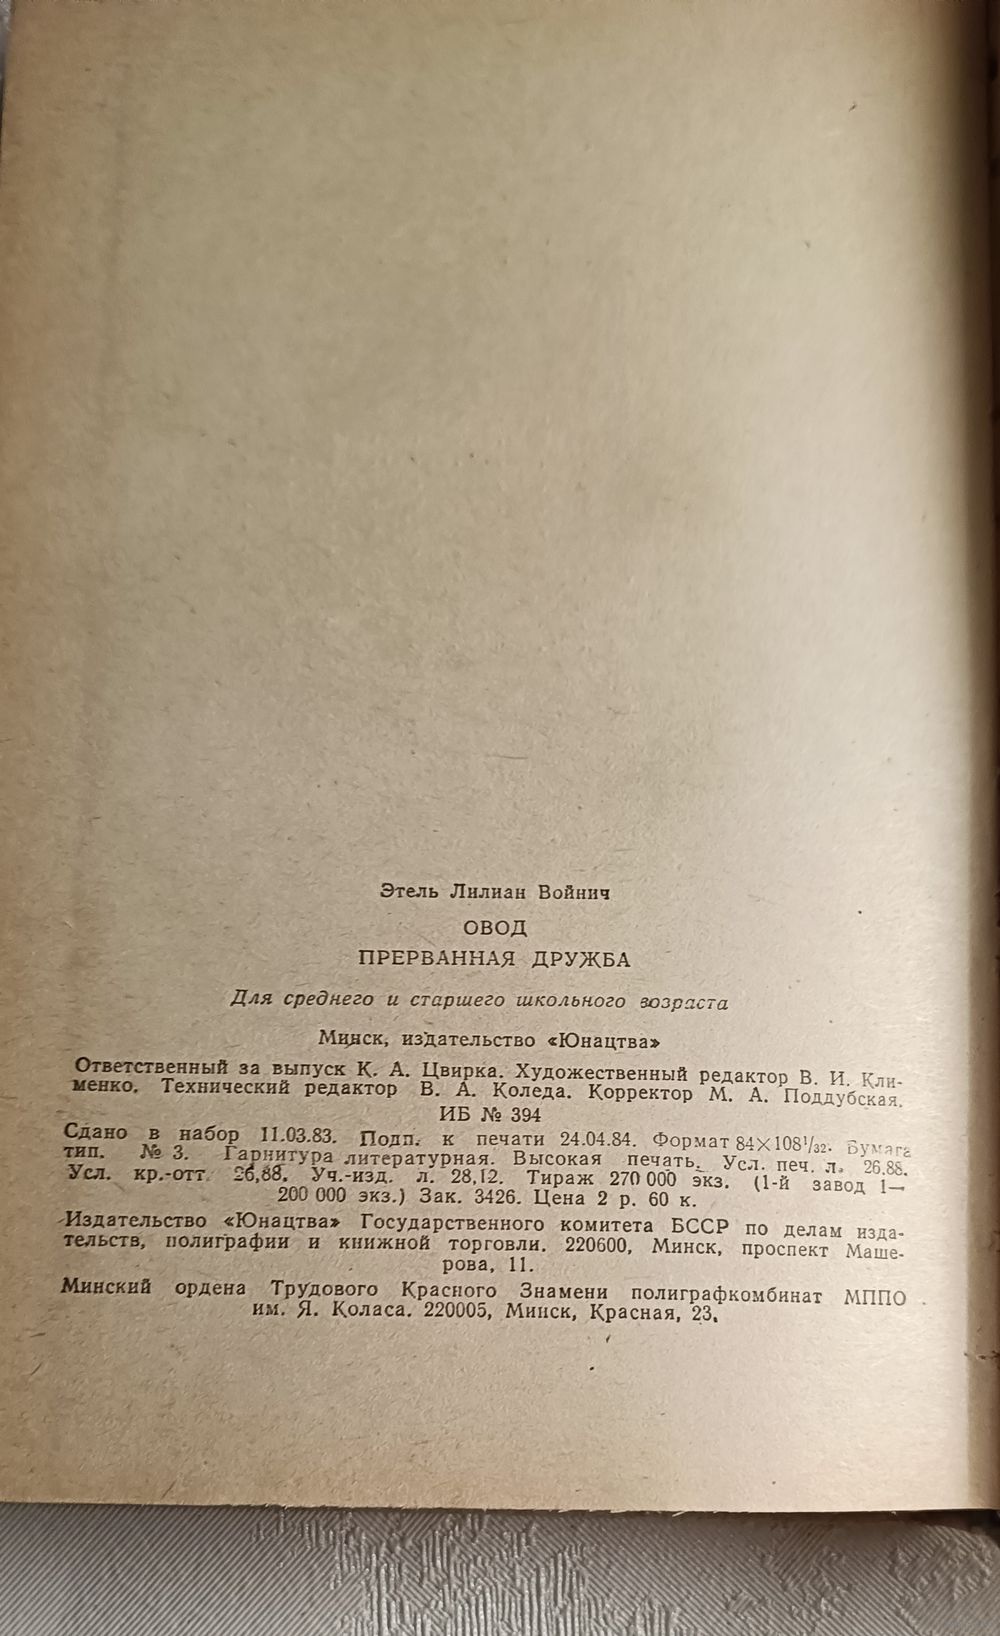 Этель Лилиан Войнич
ОВОД
ПРЕРВАННАЯ ДРУЖБА
Для среднего и старшего школьного возраста
Минск, издательство «Юнацтва»
Ответственный за выпуск К. А. Цвирка. Художественный редактор В. И. Кли-
менко. Технический редактор В. А. Коледа. Корректор М. А. Поддубская.
ИБ № 394
Сдано в набор 11.03.83. Подп. к печати 24.04.84. Формат 84×108¹/₃₂. Бумага
тип. № 3. Гарнитура литературная. Высокая печать. Усл. печ. л. 26,88.
Усл. кр.-отт. 26,88. Уч.-изд. л. 28,12. Тираж 270 000 экз. (1-й завод 1—
200 000 экз.) Зак. 3426. Цена 2 р. 60 к.
Издательство «Юнацтва» Государственного комитета БССР по делам изда-
тельств, полиграфии и книжной торговли. 220600, Минск, проспект Маше-
рова, 11.
Минский ордена Трудового Красного Знамени полиграфкомбинат МППО
им. Я. Коласа. 220005, Минск, Красная, 23.